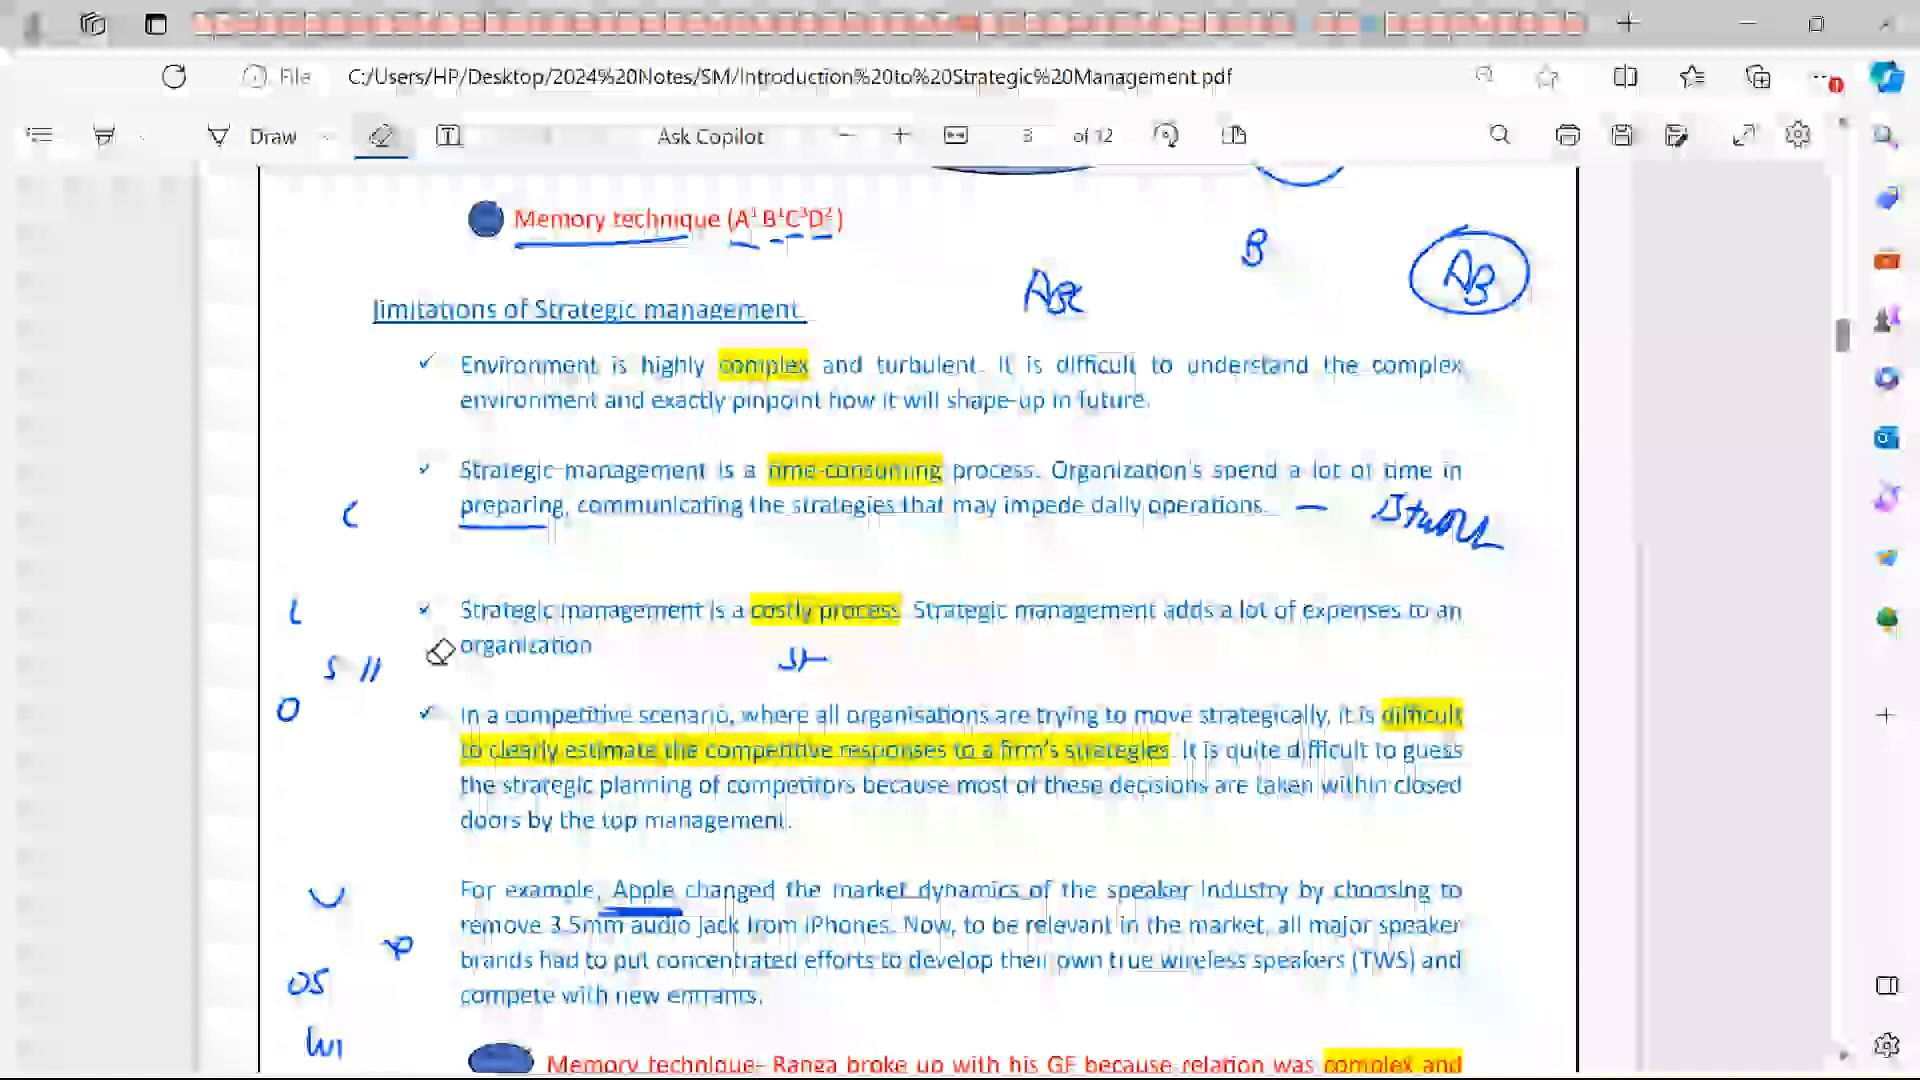 File C:/Users/HP/Desktop/2024%20Notes/SM/Introduction%20to%20Strategic%20Management.pdf
Draw Ask Copilot 3 of 12
Memory technique (A¹B¹C³D²)
B
AB
ABC
limitations of Strategic management
Environment is highly complex and turbulent. It is difficult to understand the complex
environment and exactly pinpoint how it will shape-up in future.
Strategic management is a time-consuming process. Organization's spend a lot of time in
preparing, communicating the strategies that may impede daily operations.
C
L
Strategic management is a costly process. Strategic management adds a lot of expenses to an
organization
S 11
O
In a competitive scenario, where all organisations are trying to move strategically, it is difficult
to clearly estimate the competitive responses to a firm's strategies. It is quite difficult to guess
the strategic planning of competitors because most of these decisions are taken within closed
doors by the top management.
For example, Apple changed the market dynamics of the speaker industry by choosing to
remove 3.5mm audio jack from iPhones. Now, to be relevant in the market, all major speaker
brands had to put concentrated efforts to develop their own true wireless speakers (TWS) and
compete with new entrants.
OS
Memory technique- Ranga broke up with his GF because relation was complex and